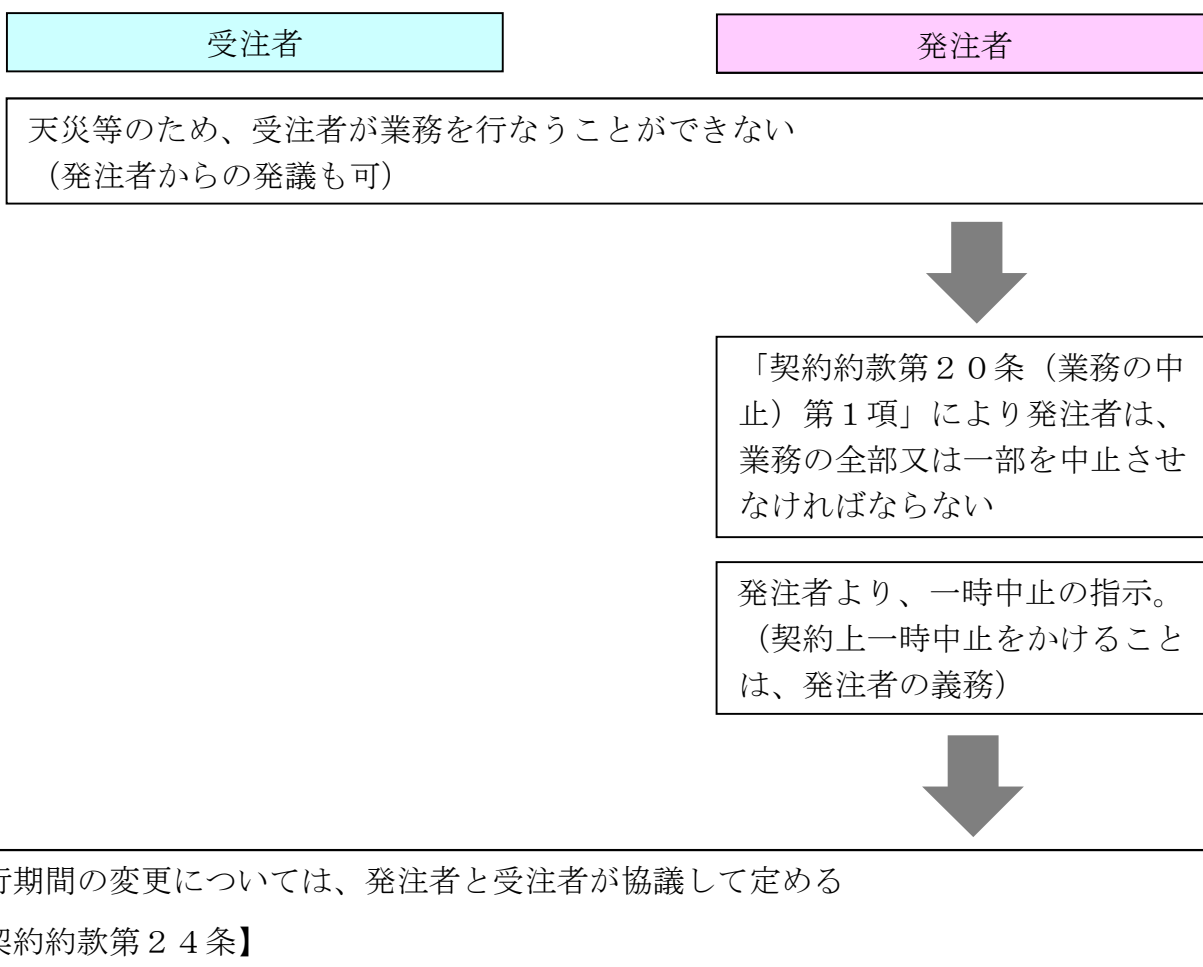 受注者
発注者
天災等のため、受注者が業務を行なうことができない
（発注者からの発議も可）
「契約約款第２０条（業務の中
止）第１項」により発注者は、
業務の全部又は一部を中止させ
なければならない
発注者より、一時中止の指示。
（契約上一時中止をかけること
は、発注者の義務）
行期間の変更については、発注者と受注者が協議して定める
契約約款第２４条】